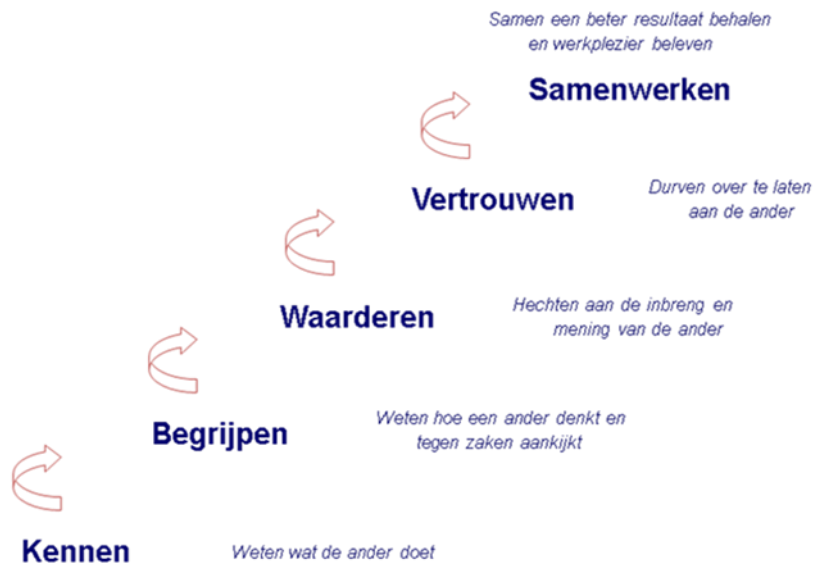 Samen een beter resultaat behalen
en werkplezier beleven
Samenwerken
Vertrouwen
Durven over te laten
aan de ander
Waarderen
Hechten aan de inbreng en
mening van de ander
Begrijpen
Weten hoe een ander denkt en
tegen zaken aankijkt
Kennen
Weten wat de ander doet